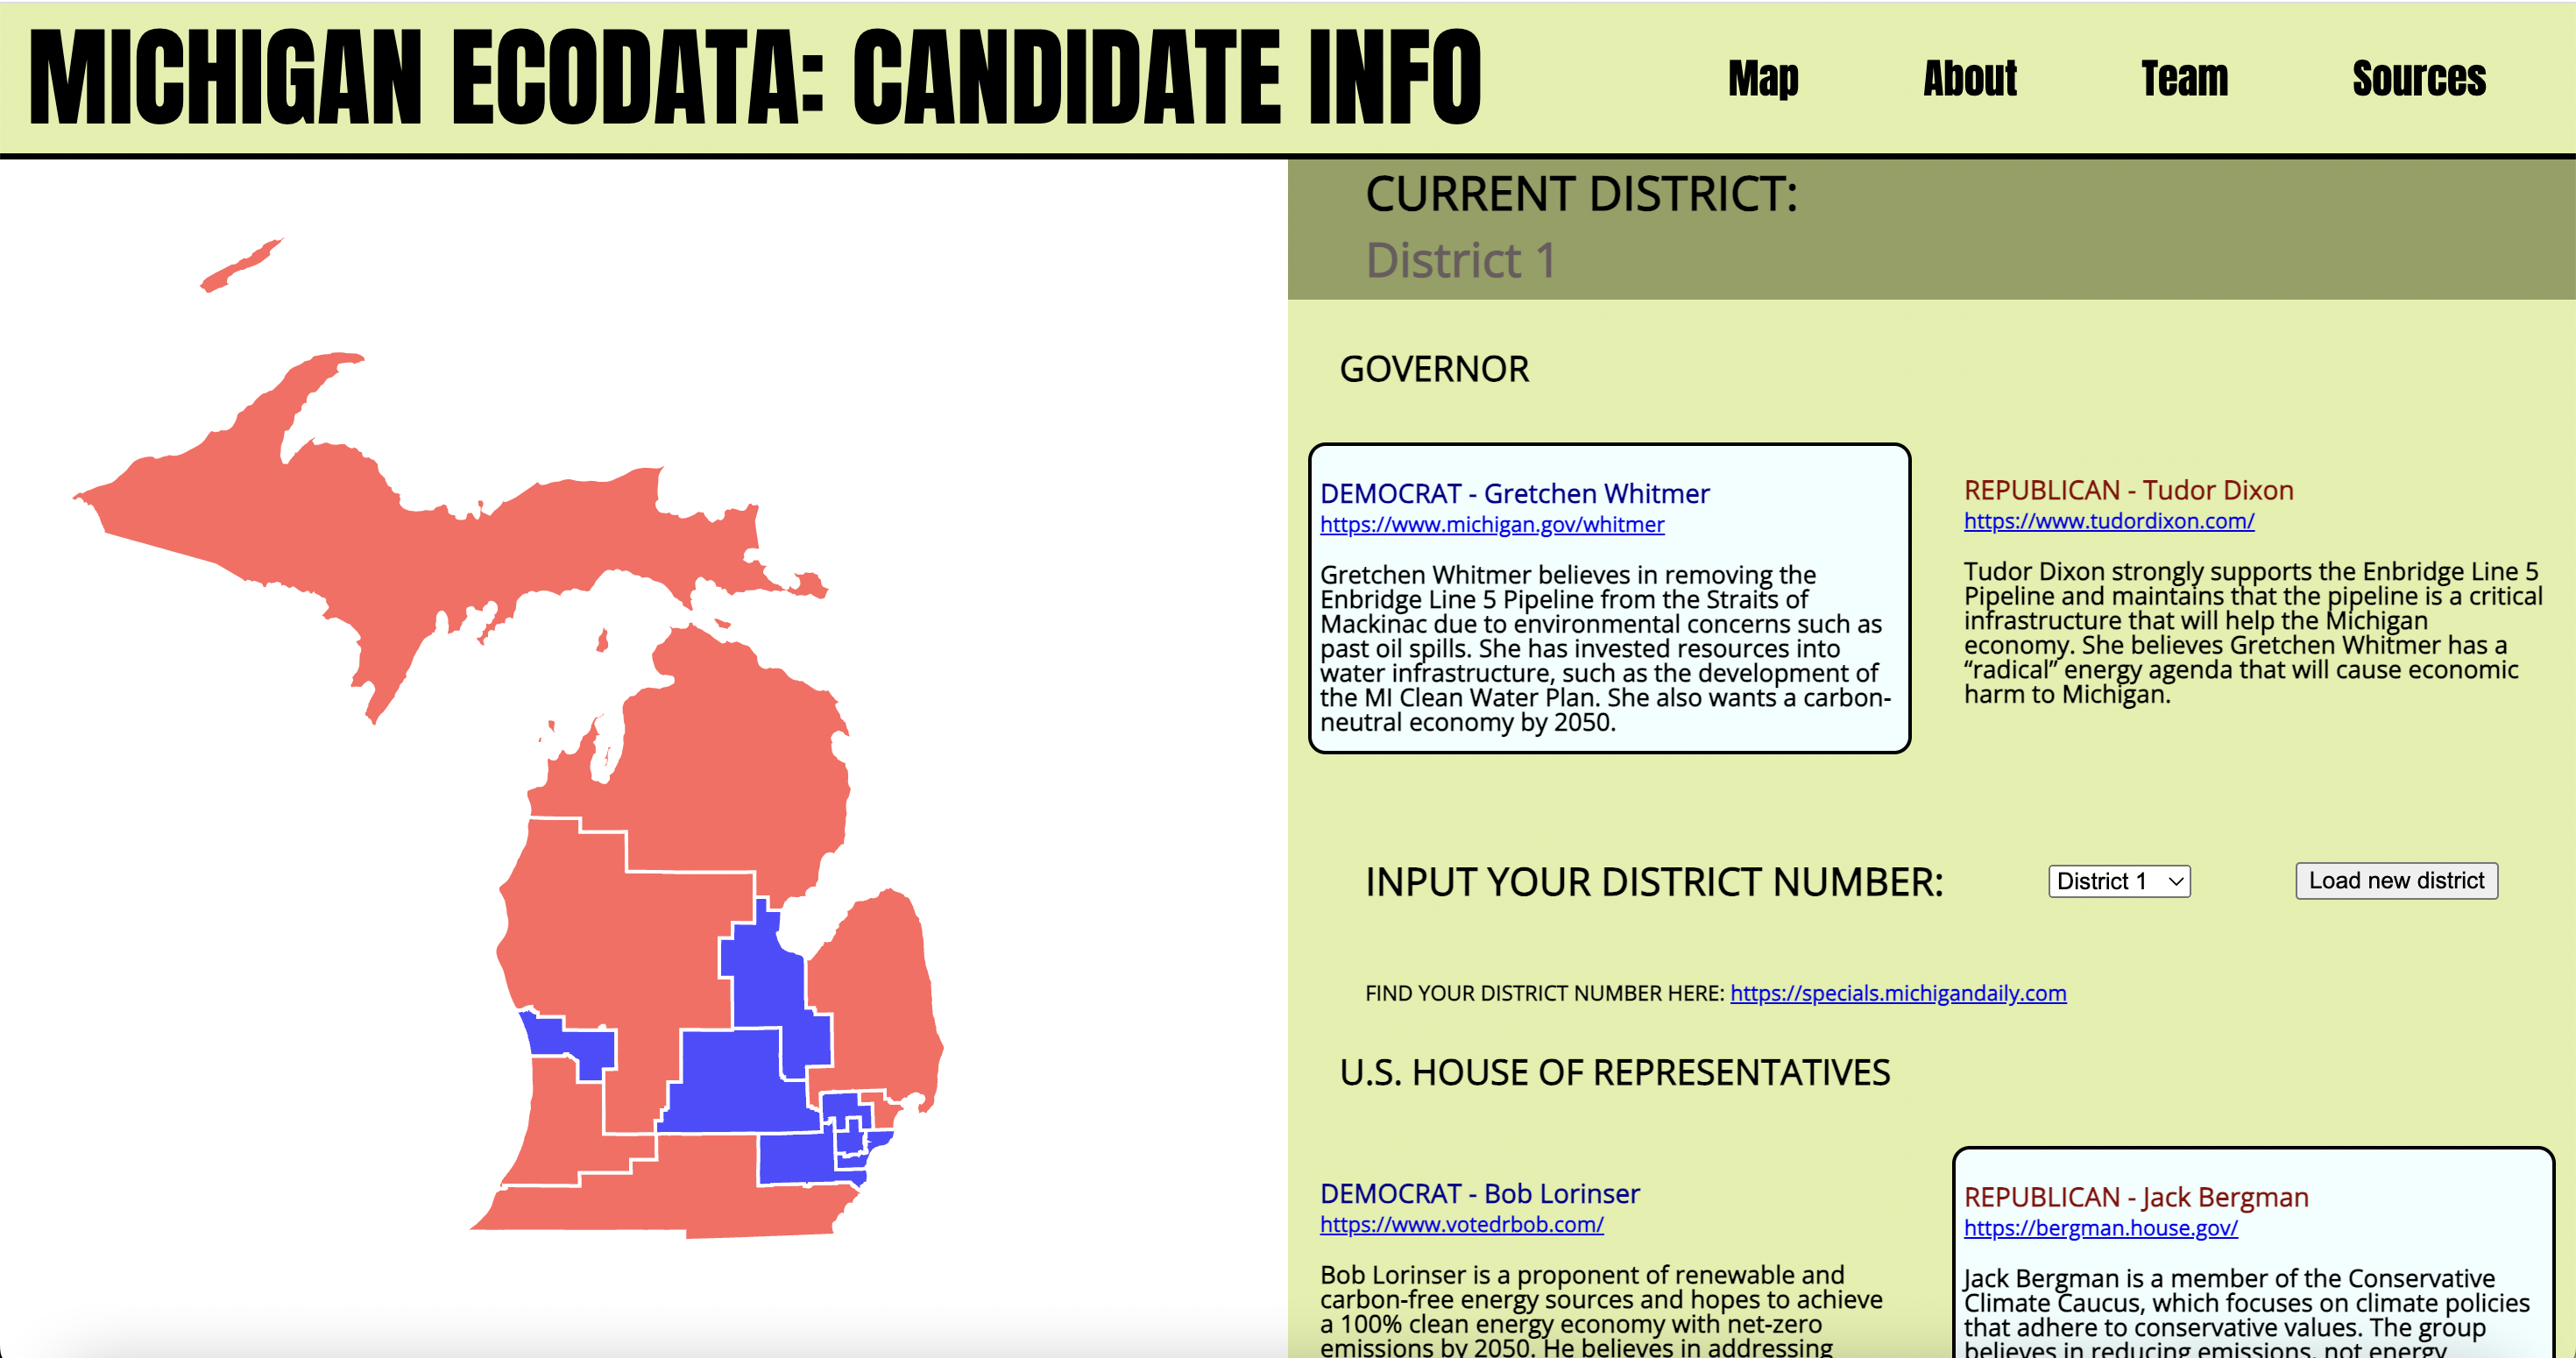 MICHIGAN ECODATA: CANDIDATE INFO
Map
About
Team
Sources
CURRENT DISTRICT:
District 1
GOVERNOR
DEMOCRAT - Gretchen Whitmer
https://www.michigan.gov/whitmer
Gretchen Whitmer believes in removing the
Enbridge Line 5 Pipeline from the Straits of
Mackinac due to environmental concerns such as
past oil spills. She has invested resources into
water infrastructure, such as the development of
the MI Clean Water Plan. She also wants a carbon-
neutral economy by 2050.
REPUBLICAN - Tudor Dixon
https://www.tudordixon.com/
Tudor Dixon strongly supports the Enbridge Line 5
Pipeline and maintains that the pipeline is a critical
infrastructure that will help the Michigan
economy. She believes Gretchen Whitmer has a
“radical” energy agenda that will cause economic
harm to Michigan.
INPUT YOUR DISTRICT NUMBER:
District 1
Load new district
FIND YOUR DISTRICT NUMBER HERE: https://specials.michigandaily.com
U.S. HOUSE OF REPRESENTATIVES
DEMOCRAT - Bob Lorinser
https://www.votedrbob.com/
Bob Lorinser is a proponent of renewable and
carbon-free energy sources and hopes to achieve
a 100% clean energy economy with net-zero
emissions by 2050. He believes in addressing
REPUBLICAN - Jack Bergman
https://bergman.house.gov/
Jack Bergman is a member of the Conservative
Climate Caucus, which focuses on climate policies
that adhere to conservative values. The group
believes in reducing emissions, not energy